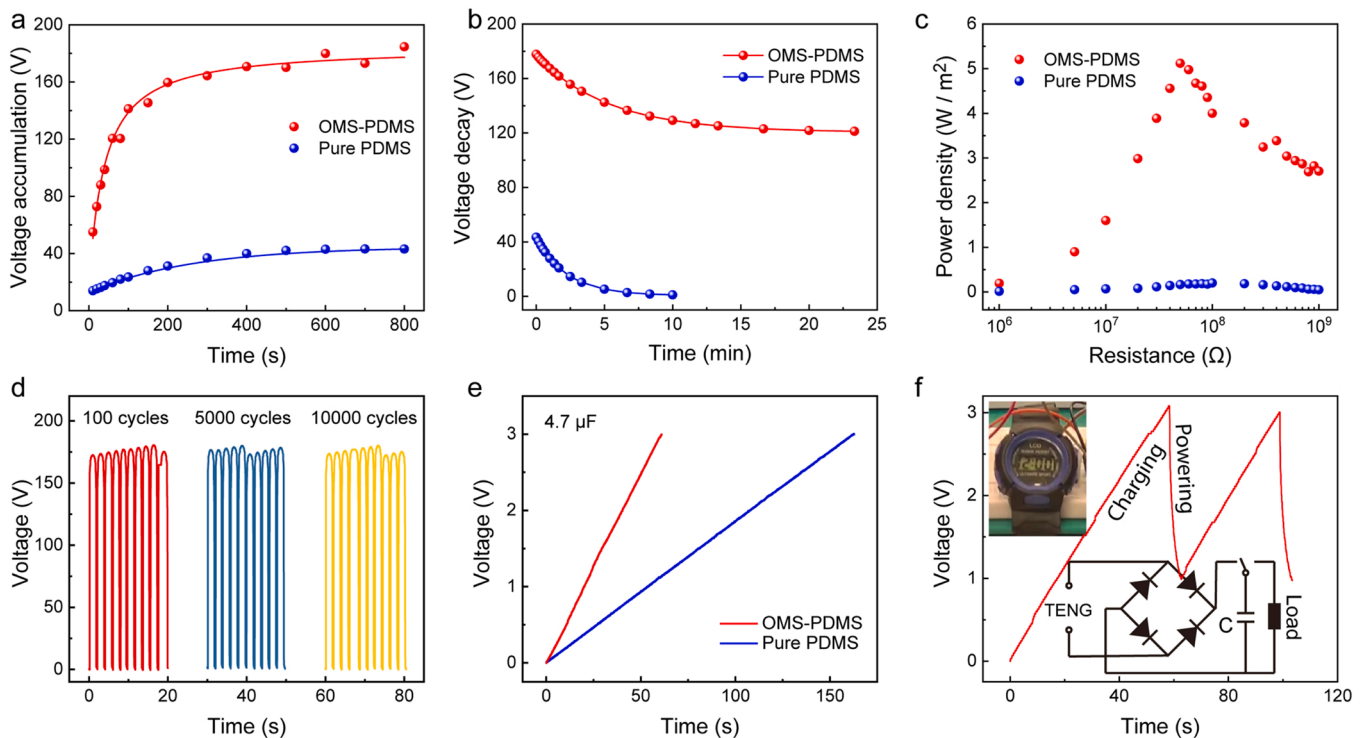 a
200
160
120
80
40
0
Voltage accumulation (V)
OMS-PDMS
Pure PDMS
0 200 400 600 800
Time (s)
b
200
160
120
80
40
0
Voltage decay (V)
OMS-PDMS
Pure PDMS
0 5 10 15 20 25
Time (min)
c
6
5
4
3
2
1
0
Power density (W / m²)
OMS-PDMS
Pure PDMS
10⁶ 10⁷ 10⁸ 10⁹
Resistance (Ω)
d
100 cycles 5000 cycles 10000 cycles
200
150
100
50
0
Voltage (V)
0 20 40 60 80
Time (s)
e
4.7 µF
3
2
1
0
Voltage (V)
OMS-PDMS
Pure PDMS
0 50 100 150
Time (s)
f
3
2
1
0
Voltage (V)
Charging
Powering
12:00
TENG
C
Load
0 40 80 120
Time (s)